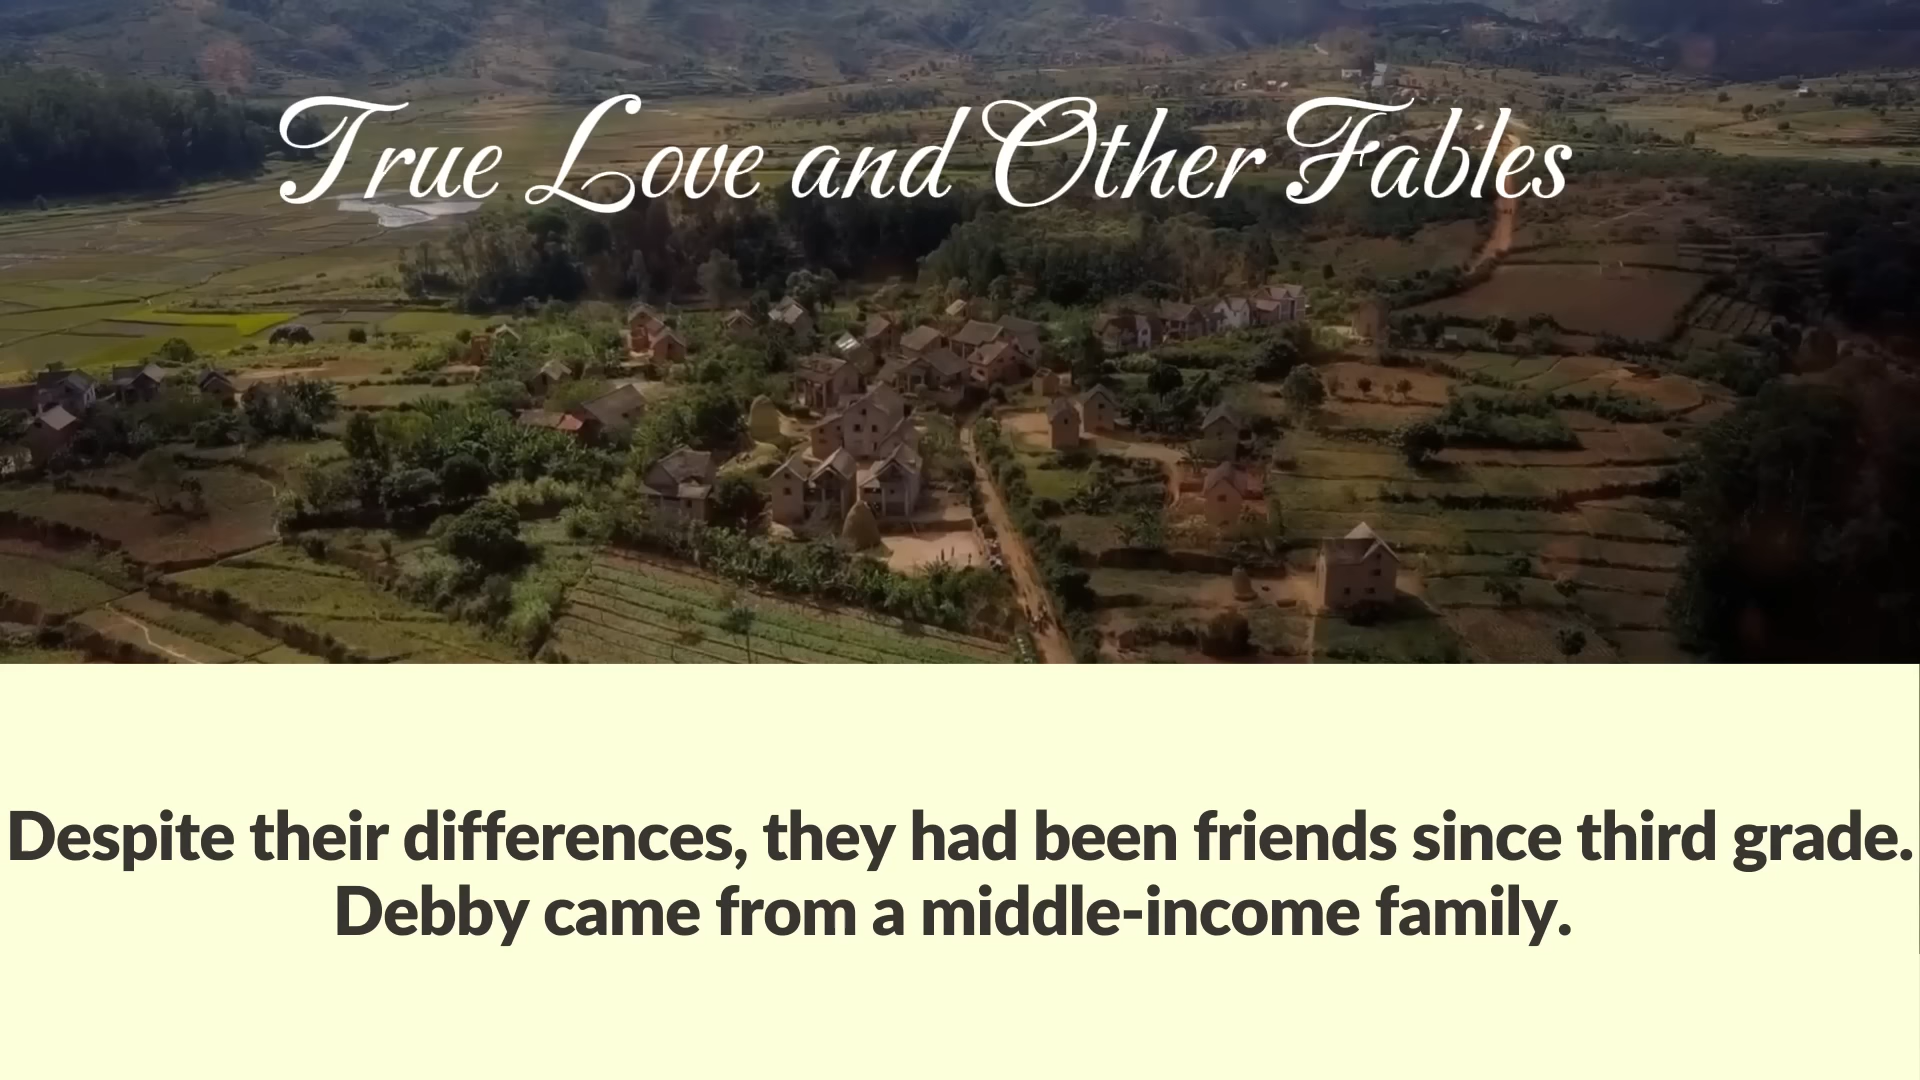 True Love and Other Fables
Despite their differences, they had been friends since third grade.
Debby came from a middle-income family.